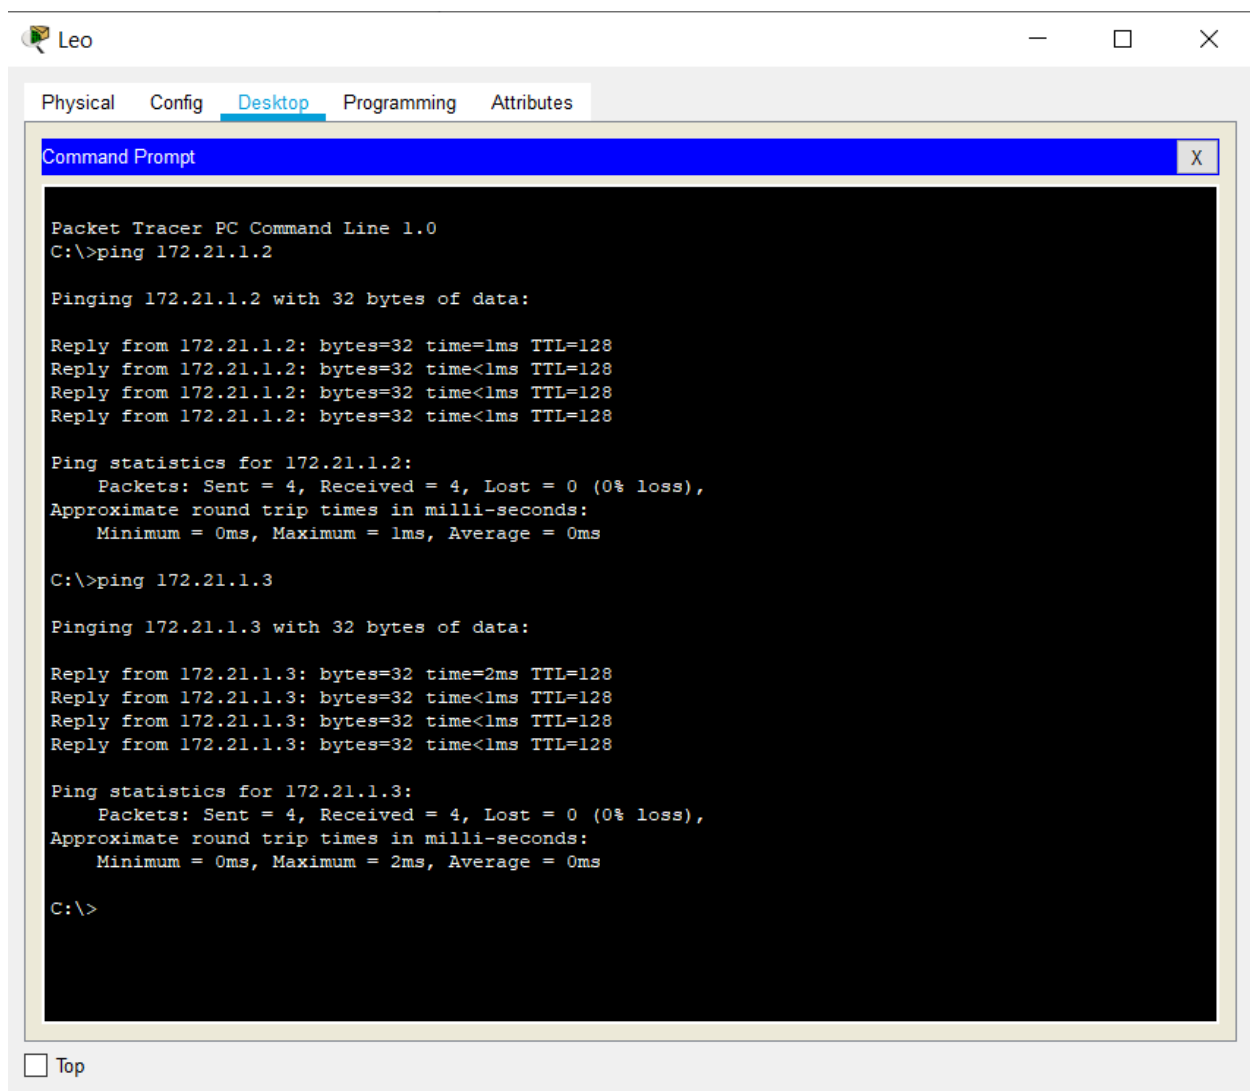 Leo
Physical Config Desktop Programming Attributes
Command Prompt X
Packet Tracer PC Command Line 1.0
C:\>ping 172.21.1.2
Pinging 172.21.1.2 with 32 bytes of data:
Reply from 172.21.1.2: bytes=32 time=1ms TTL=128
Reply from 172.21.1.2: bytes=32 time<1ms TTL=128
Reply from 172.21.1.2: bytes=32 time<1ms TTL=128
Reply from 172.21.1.2: bytes=32 time<1ms TTL=128
Ping statistics for 172.21.1.2:
    Packets: Sent = 4, Received = 4, Lost = 0 (0% loss),
Approximate round trip times in milli-seconds:
    Minimum = 0ms, Maximum = 1ms, Average = 0ms
C:\>ping 172.21.1.3
Pinging 172.21.1.3 with 32 bytes of data:
Reply from 172.21.1.3: bytes=32 time=2ms TTL=128
Reply from 172.21.1.3: bytes=32 time<1ms TTL=128
Reply from 172.21.1.3: bytes=32 time<1ms TTL=128
Reply from 172.21.1.3: bytes=32 time<1ms TTL=128
Ping statistics for 172.21.1.3:
    Packets: Sent = 4, Received = 4, Lost = 0 (0% loss),
Approximate round trip times in milli-seconds:
    Minimum = 0ms, Maximum = 2ms, Average = 0ms
C:\>
Top